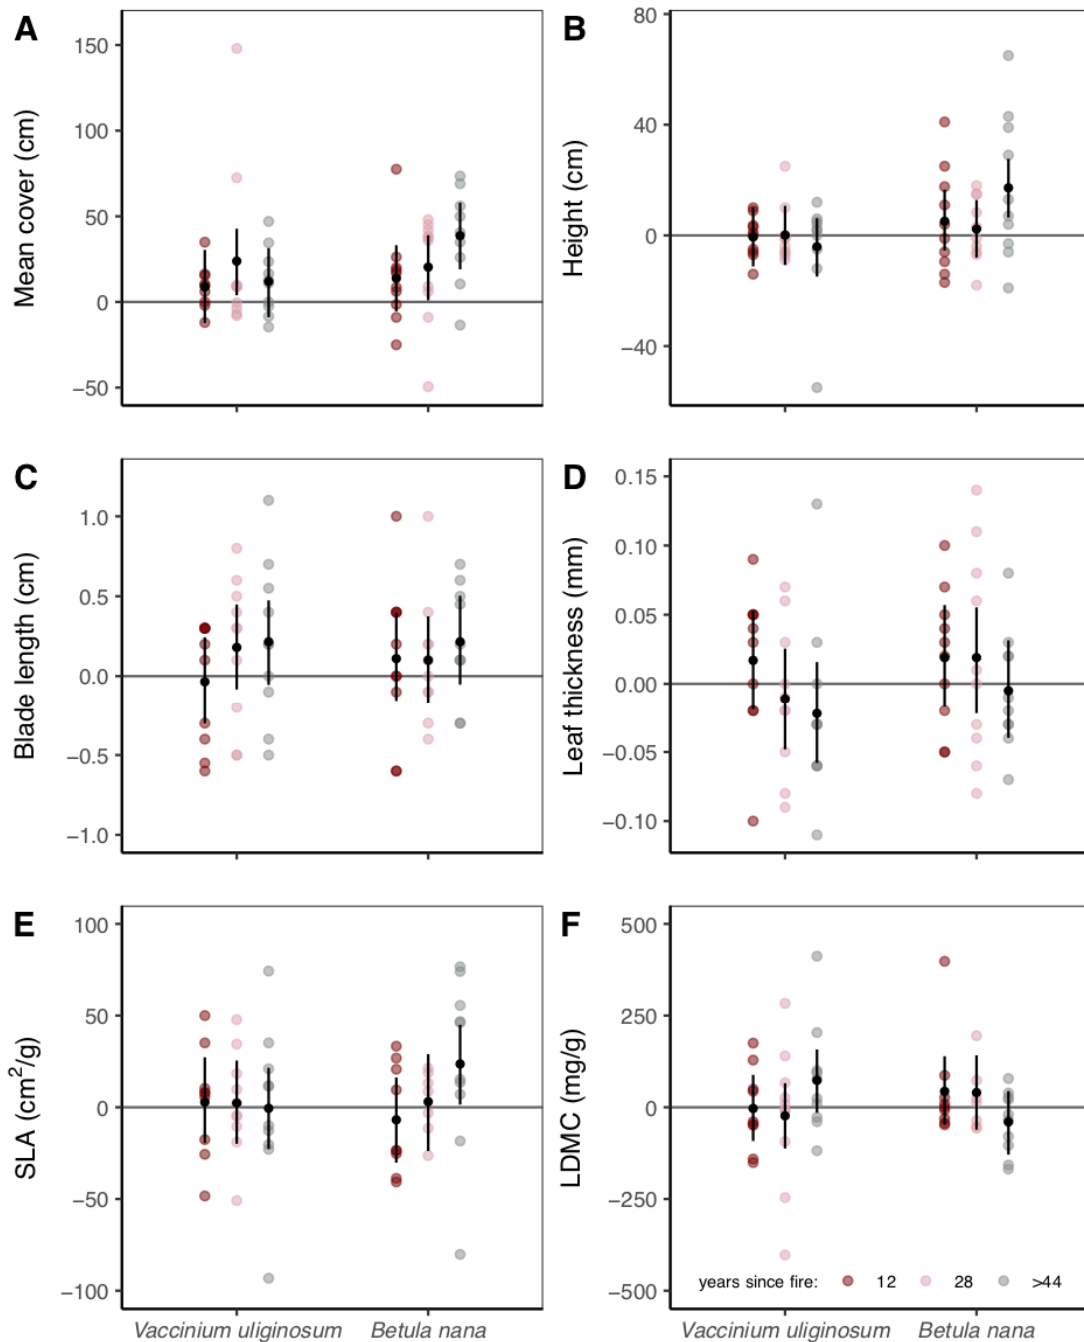 A
Mean cover (cm)
150
100
50
0
−50
B
Height (cm)
80
40
0
−40
C
Blade length (cm)
1.0
0.5
0.0
−0.5
−1.0
D
Leaf thickness (mm)
0.15
0.10
0.05
0.00
−0.05
−0.10
E
SLA (cm²/g)
100
50
0
−50
−100
Vaccinium uliginosum Betula nana
F
LDMC (mg/g)
500
250
0
−250
−500
years since fire: 12 28 >44
Vaccinium uliginosum Betula nana